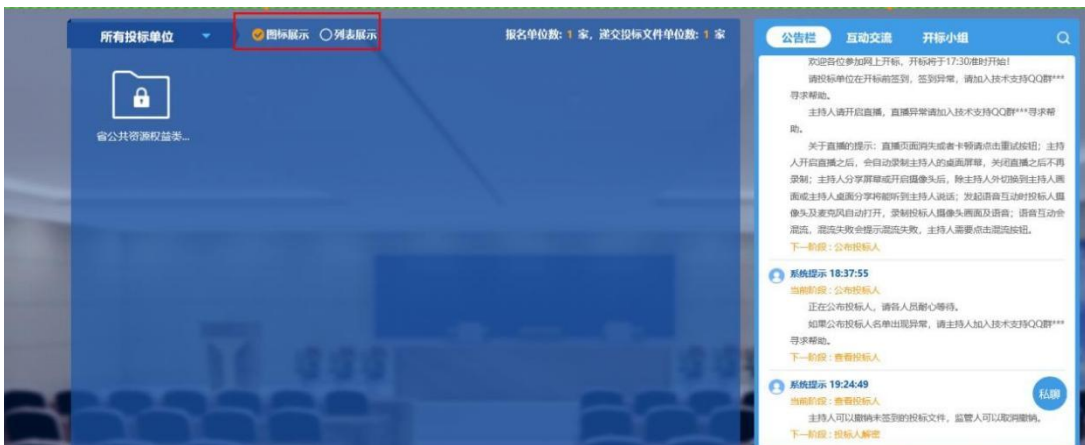 所有投标单位
图标展示 列表展示
报名单位数: 1 家, 递交投标文件单位数: 1 家
省公共资源权益类...
公告栏 互动交流 开标小组
欢迎各位参加网上开标, 开标将于17:30准时开始!
请投标单位在开标前签到, 签到异常, 请加入技术支持QQ群***
寻求帮助。
主持人请开启直播, 直播异常请加入技术支持QQ群***寻求帮
助。
关于直播的提示: 直播页面消失或者卡顿请点击重试按钮; 主持
人开启直播之后, 会自动录制主持人的桌面屏幕, 关闭直播之后不再
录制; 主持人分享屏幕或开启摄像头后, 除主持人外切换到主持人画
面或主持人桌面分享将能听到主持人说话; 发起语音互动时投标人摄
像头及麦克风自动打开, 录制投标人摄像头画面及语音; 语音互动会
混流, 混流失败会提示混流失败, 主持人需要点击混流按钮。
下一阶段 : 公布投标人
系统提示 18:37:55
当前阶段 : 公布投标人
正在公布投标人, 请各人员耐心等待。
如果公布投标人名单出现异常, 请主持人加入技术支持QQ群***
寻求帮助。
下一阶段 : 查看投标人
系统提示 19:24:49
当前阶段 : 查看投标人
主持人可以撤销未签到的投标文件, 监管人可以取消撤销。
下一阶段 : 投标人解密
私聊